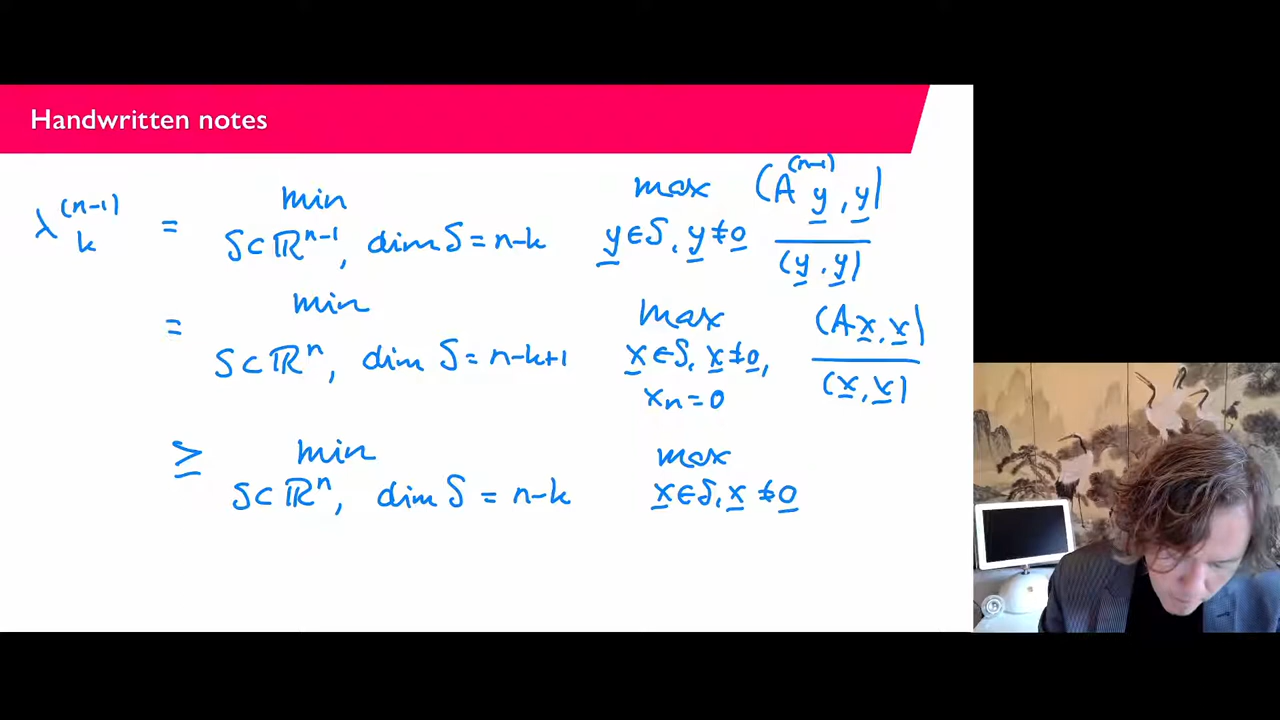 Handwritten notes
λ_k^{(n-1)} = min_{S⊂ℝ^{n-1}, dim S = n-k} max_{y∈S, y≠0} (A^{(n-1)} y, y) / (y, y)
= min_{S⊂ℝ^n, dim S = n-k+1} max_{x∈S, x≠0, x_n=0} (Ax, x) / (x, x)
≥ min_{S⊂ℝ^n, dim S = n-k} max_{x∈S, x≠0}